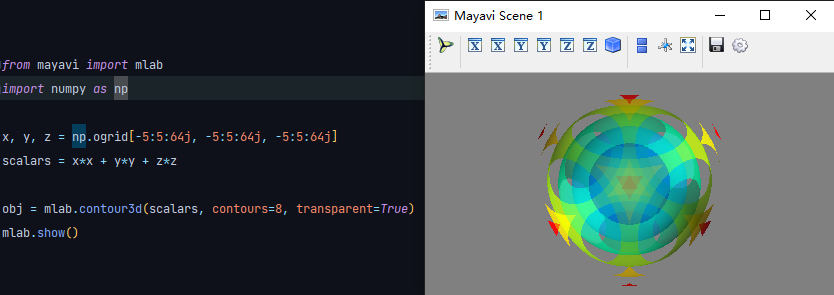 from mayavi import mlab
import numpy as np
x, y, z = np.ogrid[-5:5:64j, -5:5:64j, -5:5:64j]
scalars = x*x + y*y + z*z
obj = mlab.contour3d(scalars, contours=8, transparent=True)
mlab.show()
Mayavi Scene 1
X X Y Y Z Z